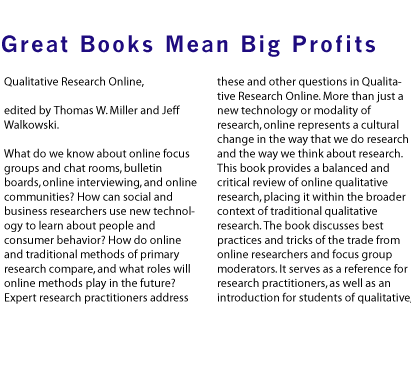 Great Books Mean Big Profits
Qualitative Research Online,
edited by Thomas W. Miller and Jeff
Walkowski.
What do we know about online focus
groups and chat rooms, bulletin
boards, online interviewing, and online
communities? How can social and
business researchers use new technol-
ogy to learn about people and
consumer behavior? How do online
and traditional methods of primary
research compare, and what roles will
online methods play in the future?
Expert research practitioners address
these and other questions in Qualita-
tive Research Online. More than just a
new technology or modality of
research, online represents a cultural
change in the way that we do research
and the way we think about research.
This book provides a balanced and
critical review of online qualitative
research, placing it within the broader
context of traditional qualitative
research. The book discusses best
practices and tricks of the trade from
online researchers and focus group
moderators. It serves as a reference for
research practitioners, as well as an
introduction for students of qualitative,